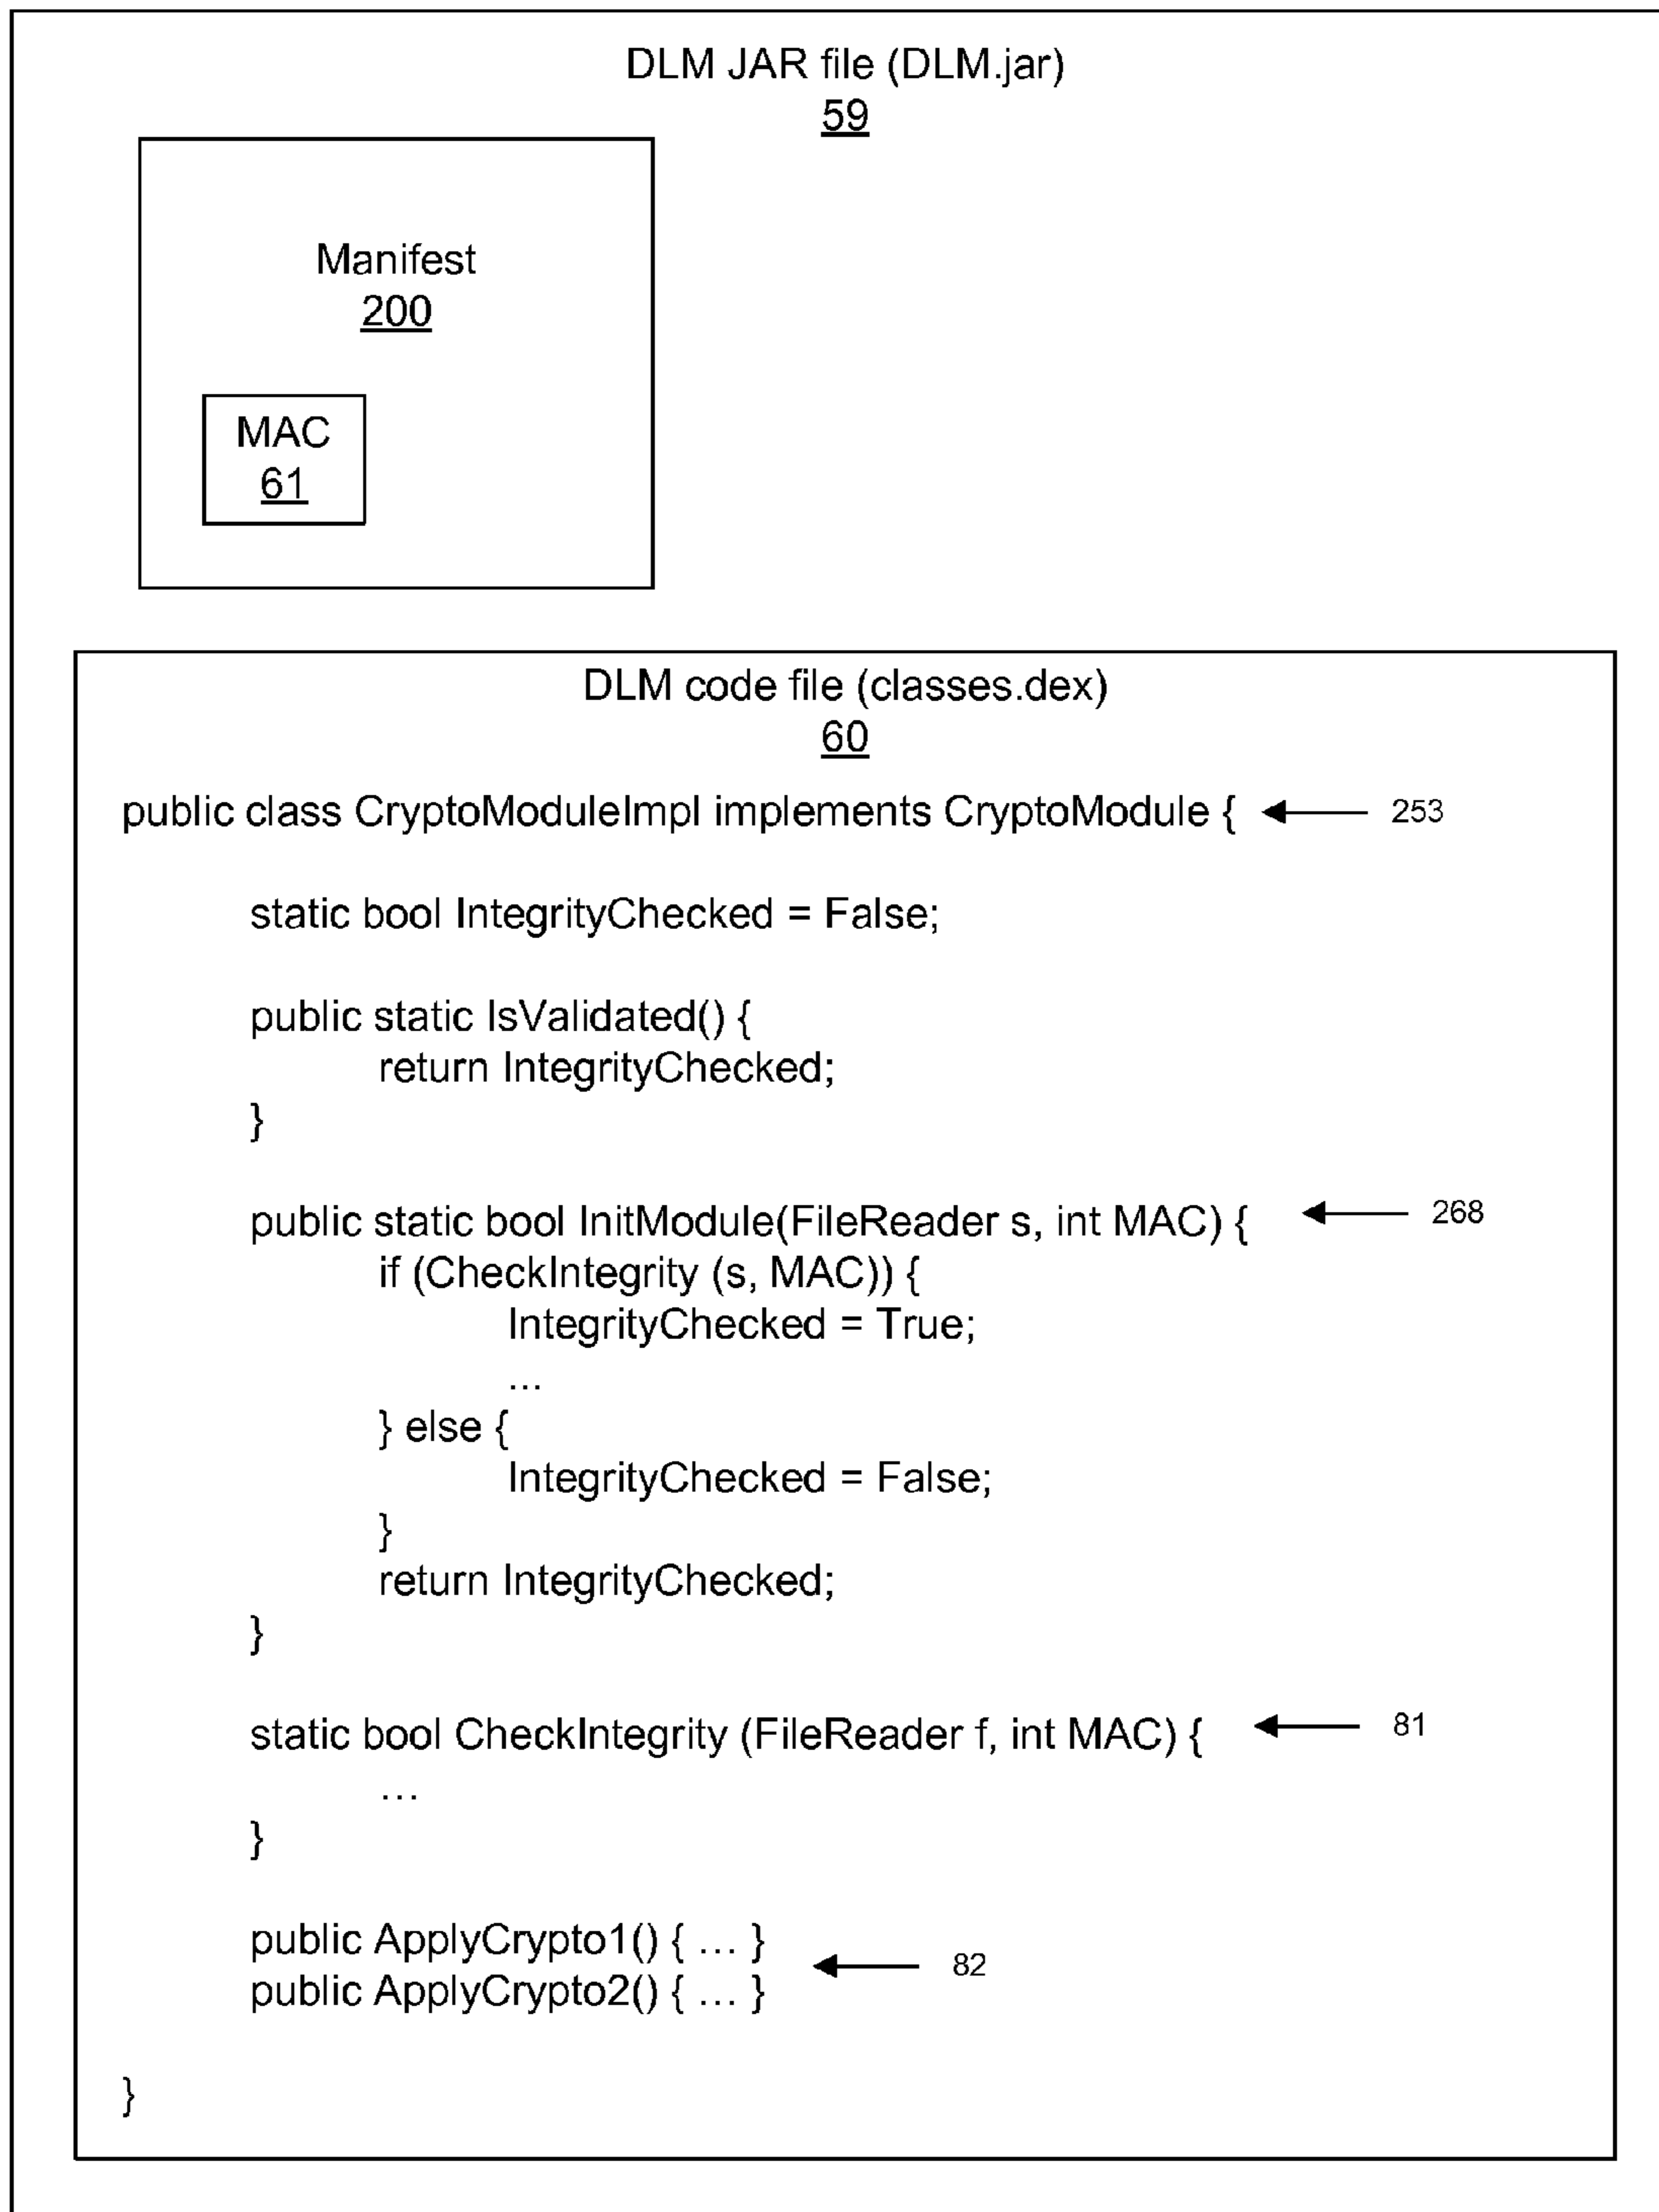 DLM JAR file (DLM.jar)
59
Manifest
200
MAC
61
DLM code file (classes.dex)
60
public class CryptoModuleImpl implements CryptoModule { 253
static bool IntegrityChecked = False;
public static IsValidated() {
return IntegrityChecked;
}
public static bool InitModule(FileReader s, int MAC) { 268
if (CheckIntegrity (s, MAC)) {
IntegrityChecked = True;
...
} else {
IntegrityChecked = False;
}
return IntegrityChecked;
}
static bool CheckIntegrity (FileReader f, int MAC) { 81
...
}
public ApplyCrypto1() { ... }
82
public ApplyCrypto2() { ... }
}